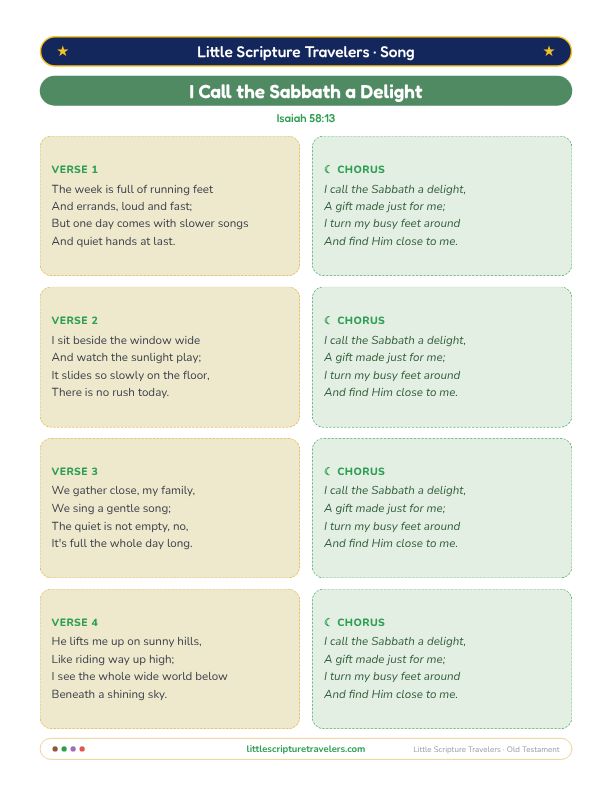 ★ Little Scripture Travelers · Song ★
I Call the Sabbath a Delight
Isaiah 58:13
VERSE 1
The week is full of running feet
And errands, loud and fast;
But one day comes with slower songs
And quiet hands at last.
☾ CHORUS
I call the Sabbath a delight,
A gift made just for me;
I turn my busy feet around
And find Him close to me.
VERSE 2
I sit beside the window wide
And watch the sunlight play;
It slides so slowly on the floor,
There is no rush today.
☾ CHORUS
I call the Sabbath a delight,
A gift made just for me;
I turn my busy feet around
And find Him close to me.
VERSE 3
We gather close, my family,
We sing a gentle song;
The quiet is not empty, no,
It's full the whole day long.
☾ CHORUS
I call the Sabbath a delight,
A gift made just for me;
I turn my busy feet around
And find Him close to me.
VERSE 4
He lifts me up on sunny hills,
Like riding way up high;
I see the whole wide world below
Beneath a shining sky.
☾ CHORUS
I call the Sabbath a delight,
A gift made just for me;
I turn my busy feet around
And find Him close to me.
littlescripturetravelers.com
Little Scripture Travelers · Old Testament